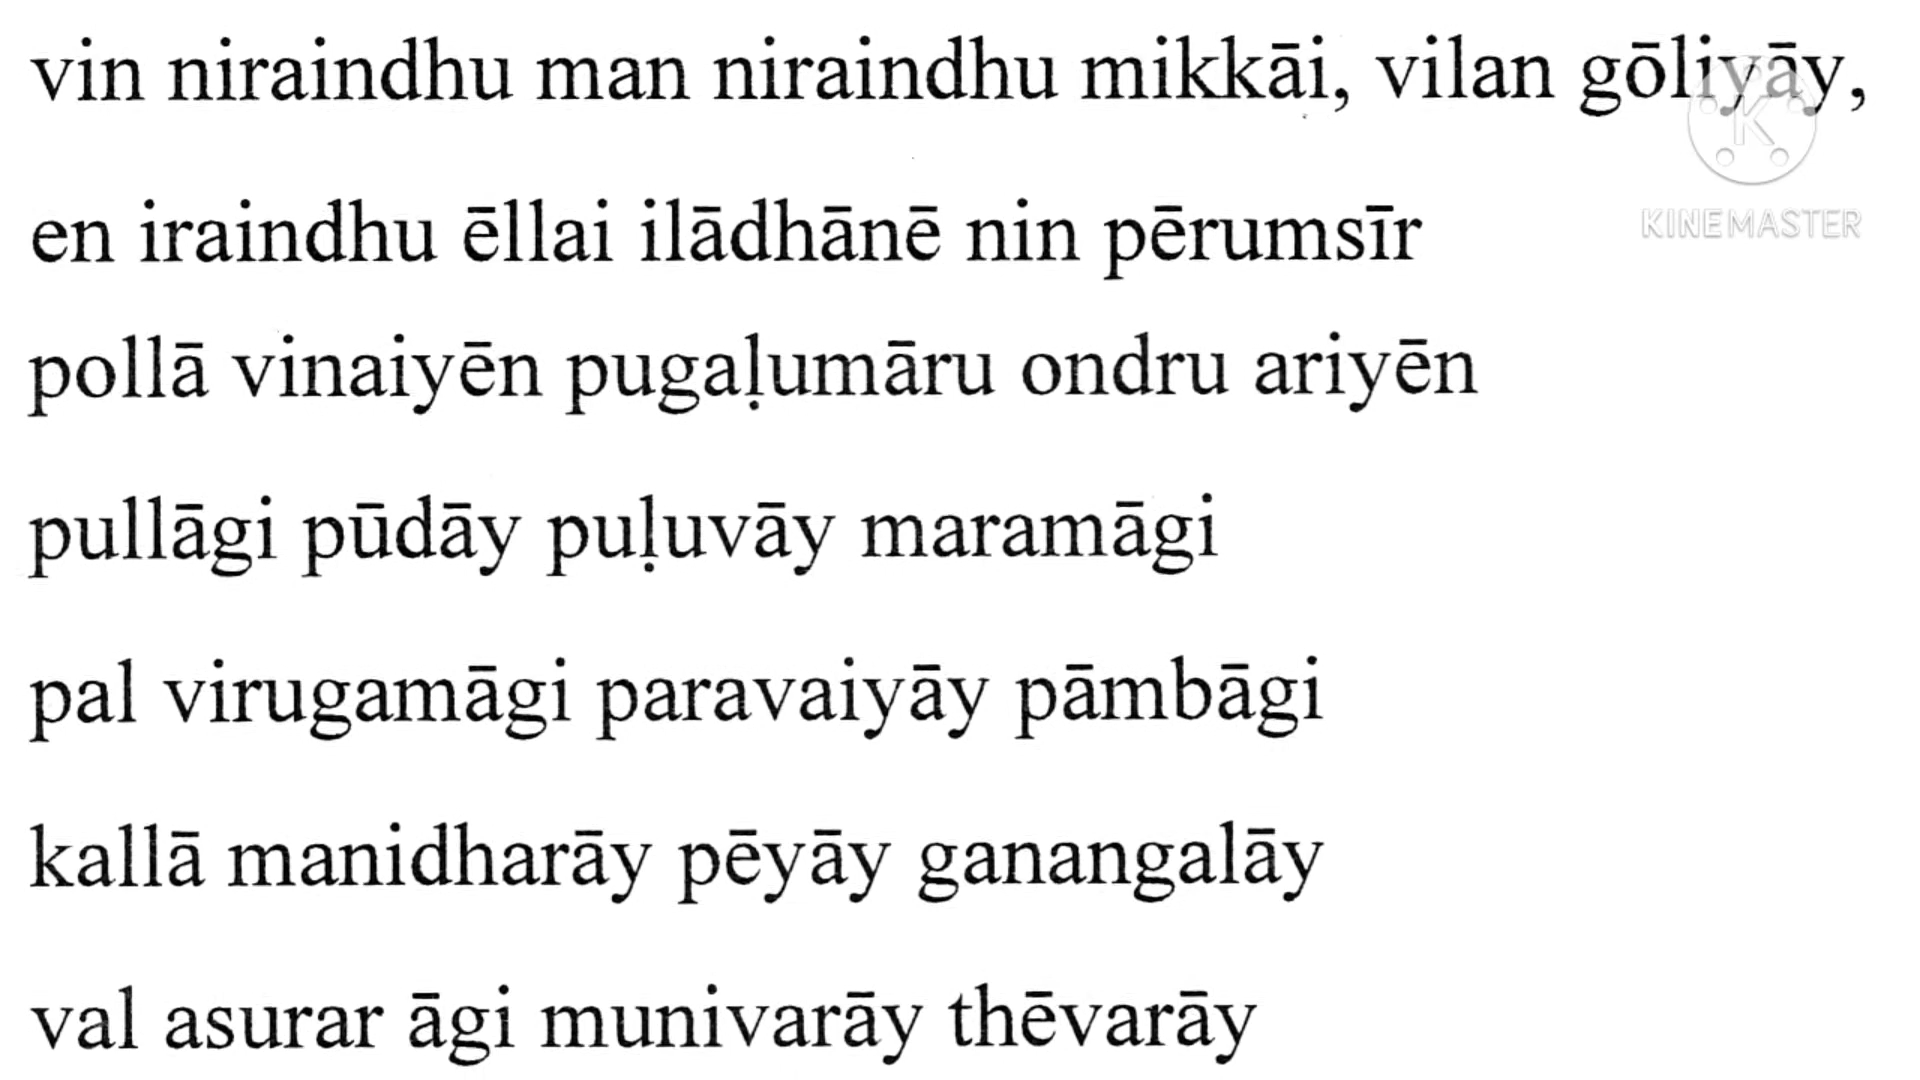 vin niraindhu man niraindhu mikkāi, vilan gōliyāy,
en iraindhu ēllai ilādhānē nin pērumsīr
pollā vinaiyēn pugaḷumāru ondru ariyēn
pullāgi pūdāy puḷuvāy maramāgi
pal virugamāgi paravaiyāy pāmbāgi
kallā manidharāy pēyāy ganangalāy
val asurar āgi munivarāy thēvarāy
K
KINEMASTER